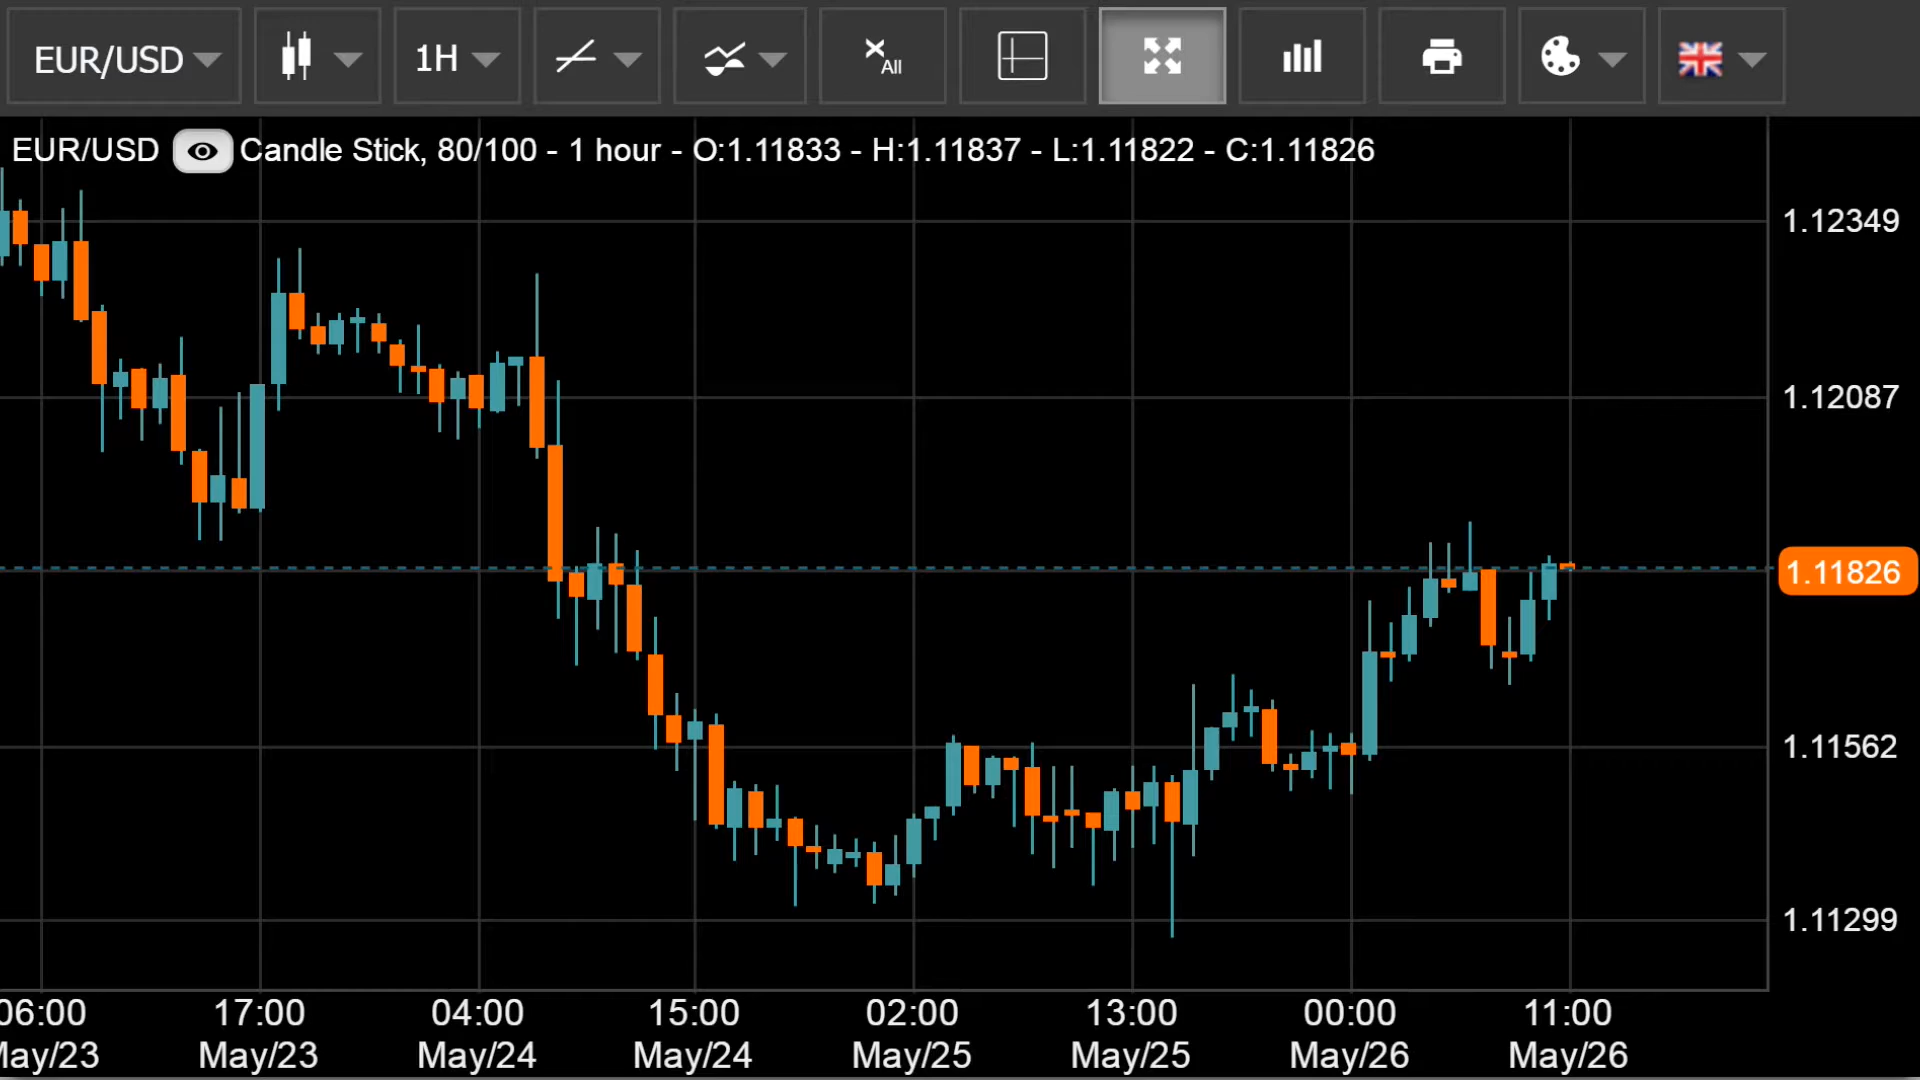 EUR/USD 1H xAll
EUR/USD Candle Stick, 80/100 - 1 hour - O:1.11833 - H:1.11837 - L:1.11822 - C:1.11826
1.12349
1.12087
1.11826
1.11562
1.11299
06:00 17:00 04:00 15:00 02:00 13:00 00:00 11:00
May/23 May/23 May/24 May/24 May/25 May/25 May/26 May/26